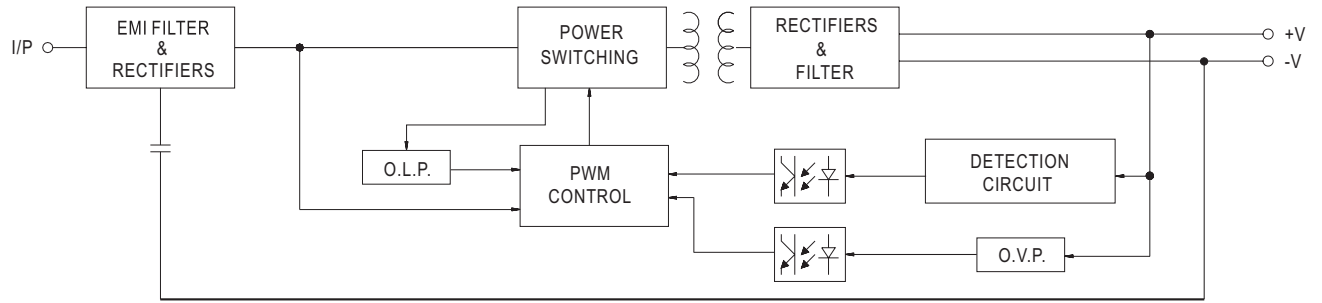 I/P
EMI FILTER
&
RECTIFIERS
POWER
SWITCHING
RECTIFIERS
&
FILTER
+V
-V
O.L.P.
PWM
CONTROL
DETECTION
CIRCUIT
O.V.P.